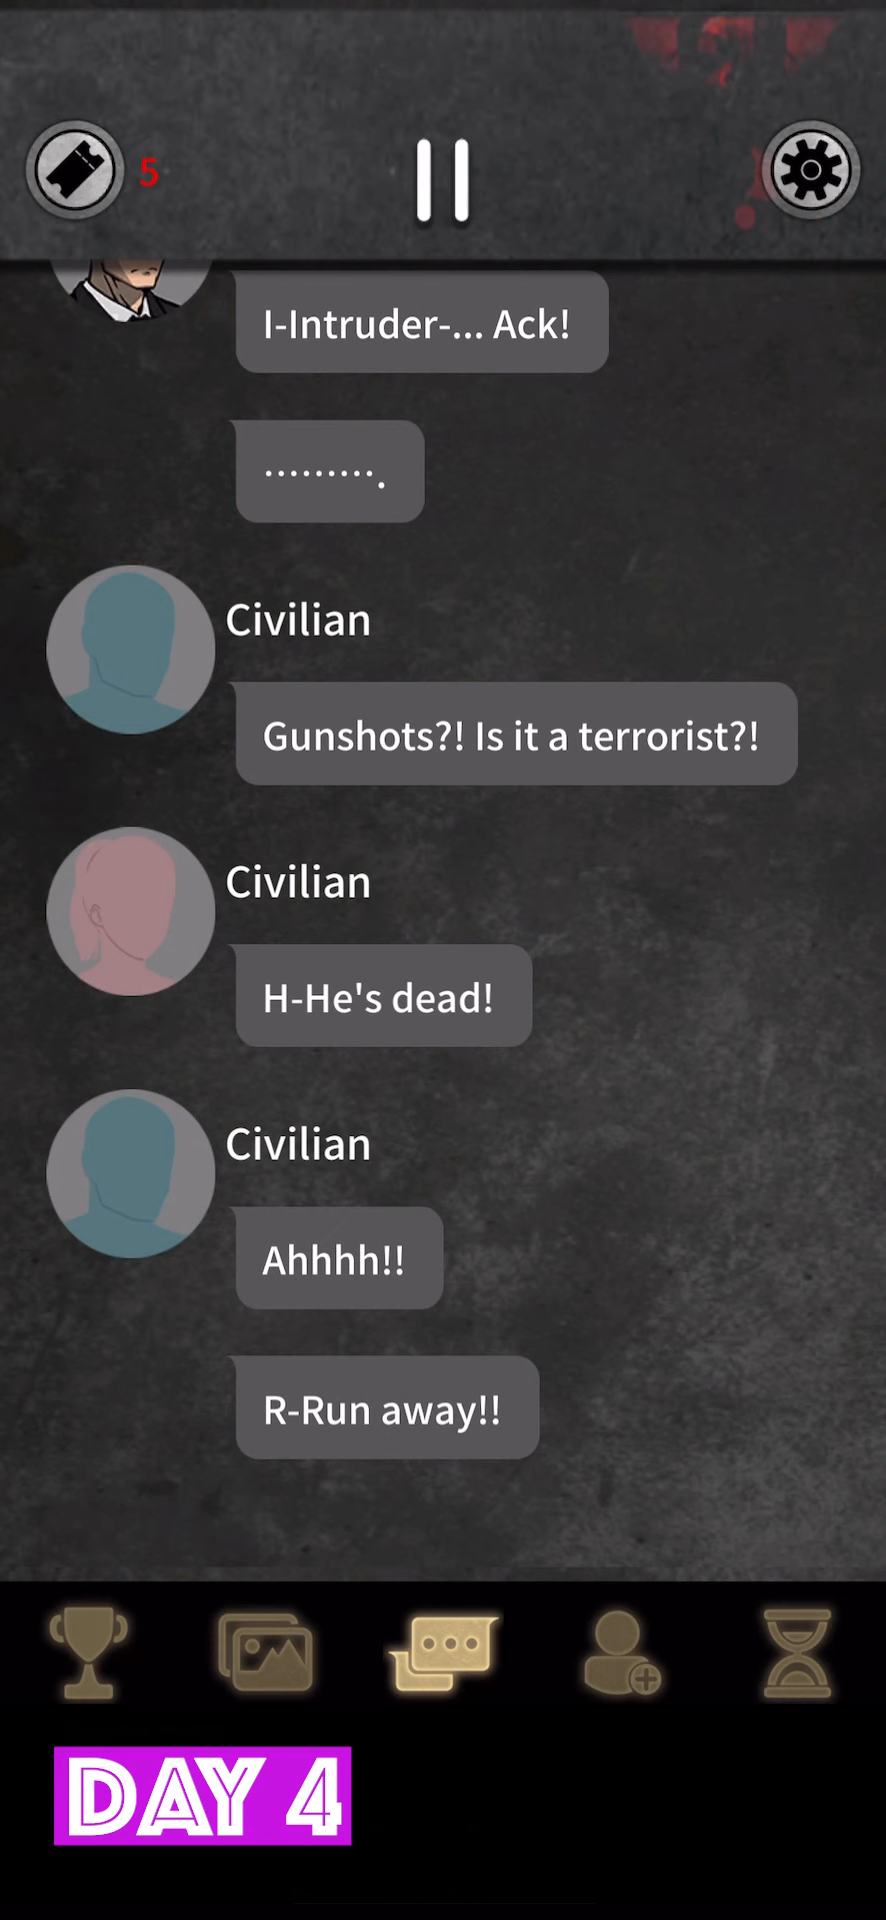 5
I-Intruder-... Ack!
··········.
Civilian
Gunshots?! Is it a terrorist?!
Civilian
H-He's dead!
Civilian
Ahhhh!!
R-Run away!!
DAY 4